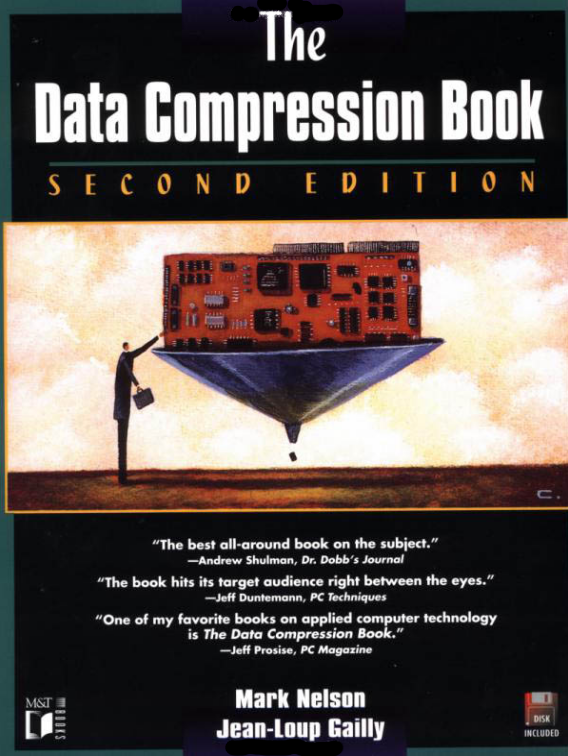 The
Data Compression Book
SECOND EDITION
C.
"The best all-around book on the subject."
—Andrew Shulman, Dr. Dobb's Journal
"The book hits its target audience right between the eyes."
—Jeff Duntemann, PC Techniques
"One of my favorite books on applied computer technology
is The Data Compression Book."
—Jeff Prosise, PC Magazine
M&T
BOOKS
Mark Nelson
Jean-Loup Gailly
DISK
INCLUDED